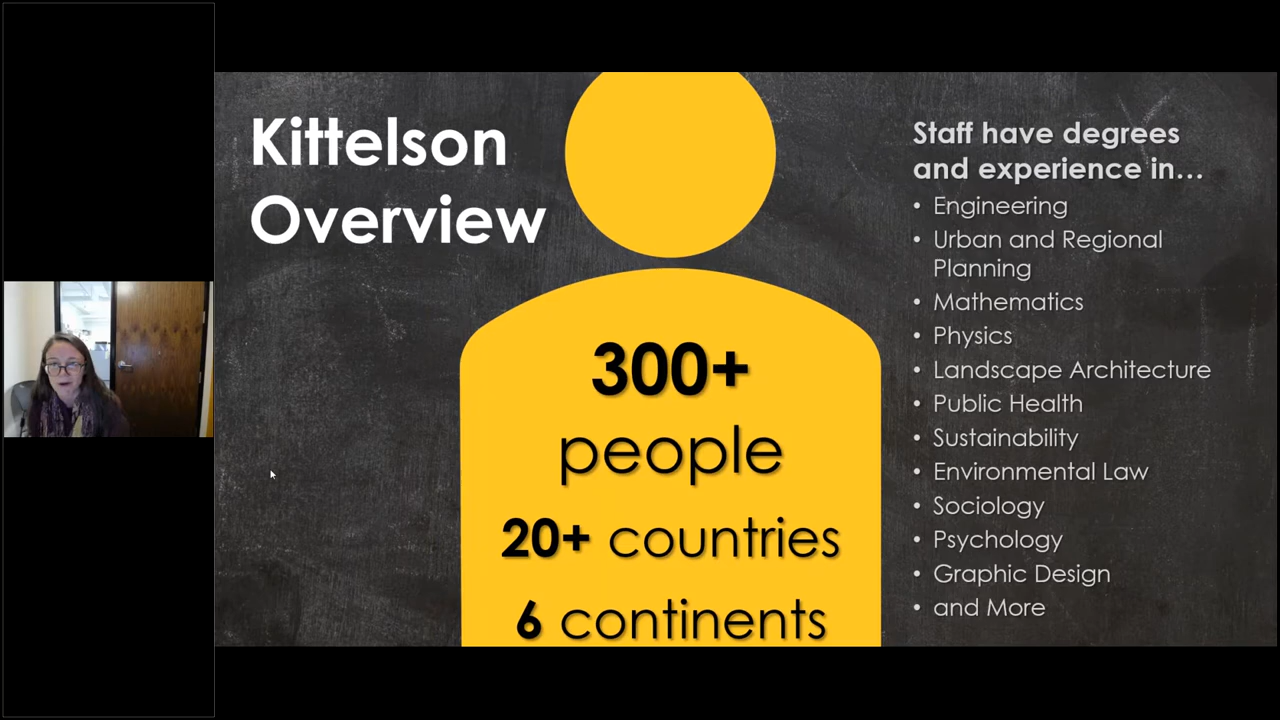 Kittelson
Overview
300+
people
20+ countries
6 continents
Staff have degrees
and experience in…
• Engineering
• Urban and Regional
Planning
• Mathematics
• Physics
• Landscape Architecture
• Public Health
• Sustainability
• Environmental Law
• Sociology
• Psychology
• Graphic Design
• and More